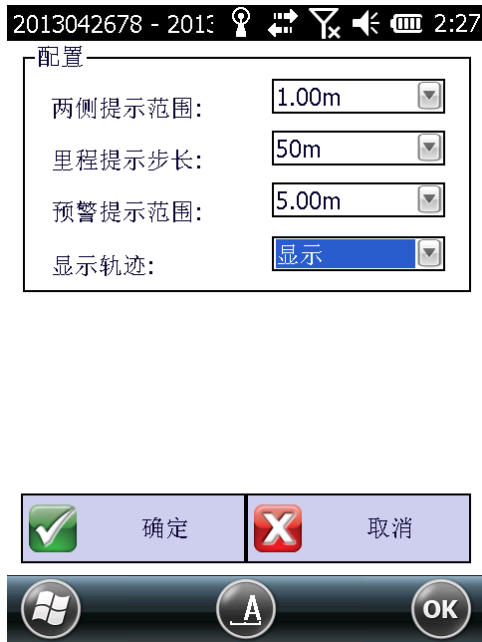 2013042678 - 2013 2:27
配置
两侧提示范围: 1.00m
里程提示步长: 50m
预警提示范围: 5.00m
显示轨迹: 显示
确定 取消
A OK